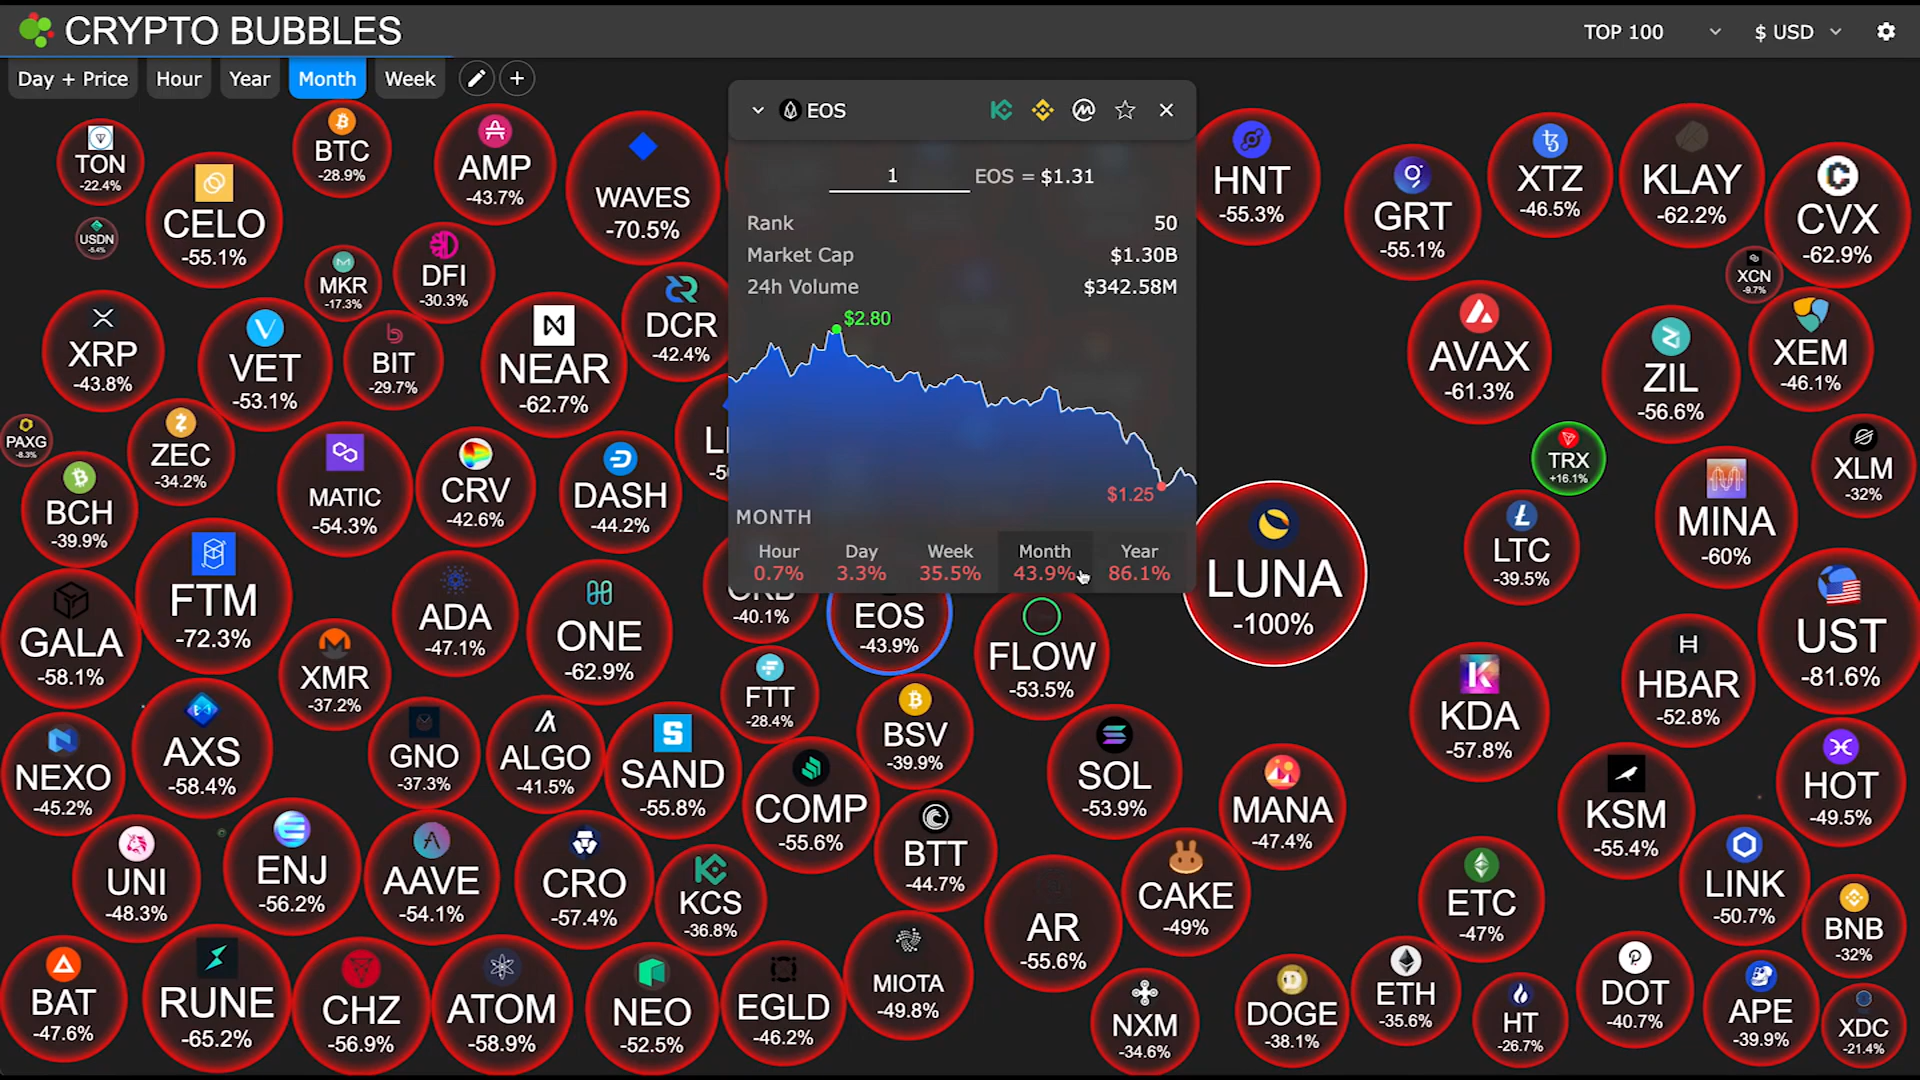 CRYPTO BUBBLES
TOP 100
$ USD
Day + Price
Hour
Year
Month
Week
EOS
1
EOS = $1.31
Rank
50
Market Cap
$1.30B
24h Volume
$342.58M
$2.80
$1.25
MONTH
Hour
Day
Week
Month
Year
0.7%
3.3%
35.5%
43.9%
86.1%
TON
-22.4%
BTC
-28.9%
AMP
-43.7%
WAVES
-70.5%
HNT
-55.3%
GRT
-55.1%
XTZ
-46.5%
KLAY
-62.2%
CVX
-62.9%
USDN
-5.4%
CELO
-55.1%
MKR
-17.3%
DFI
-30.3%
DCR
-42.4%
XCN
-9.7%
XRP
-43.8%
VET
-53.1%
BIT
-29.7%
NEAR
-62.7%
AVAX
-61.3%
ZIL
-56.6%
XEM
-46.1%
PAXG
-8.3%
ZEC
-34.2%
MATIC
-54.3%
CRV
-42.6%
DASH
-44.2%
TRX
+16.1%
XLM
-32%
BCH
-39.9%
LTC
-39.5%
MINA
-60%
GALA
-58.1%
FTM
-72.3%
ADA
-47.1%
ONE
-62.9%
-40.1%
EOS
-43.9%
FLOW
-53.5%
LUNA
-100%
UST
-81.6%
XMR
-37.2%
FTT
-28.4%
HBAR
-52.8%
KDA
-57.8%
NEXO
-45.2%
AXS
-58.4%
GNO
-37.3%
ALGO
-41.5%
SAND
-55.8%
BSV
-39.9%
SOL
-53.9%
HOT
-49.5%
COMP
-55.6%
MANA
-47.4%
KSM
-55.4%
UNI
-48.3%
ENJ
-56.2%
AAVE
-54.1%
CRO
-57.4%
KCS
-36.8%
BTT
-44.7%
CAKE
-49%
ETC
-47%
LINK
-50.7%
BNB
-32%
AR
-55.6%
BAT
-47.6%
RUNE
-65.2%
CHZ
-56.9%
ATOM
-58.9%
NEO
-52.5%
EGLD
-46.2%
MIOTA
-49.8%
NXM
-34.6%
DOGE
-38.1%
ETH
-35.6%
HT
-26.7%
DOT
-40.7%
APE
-39.9%
XDC
-21.4%